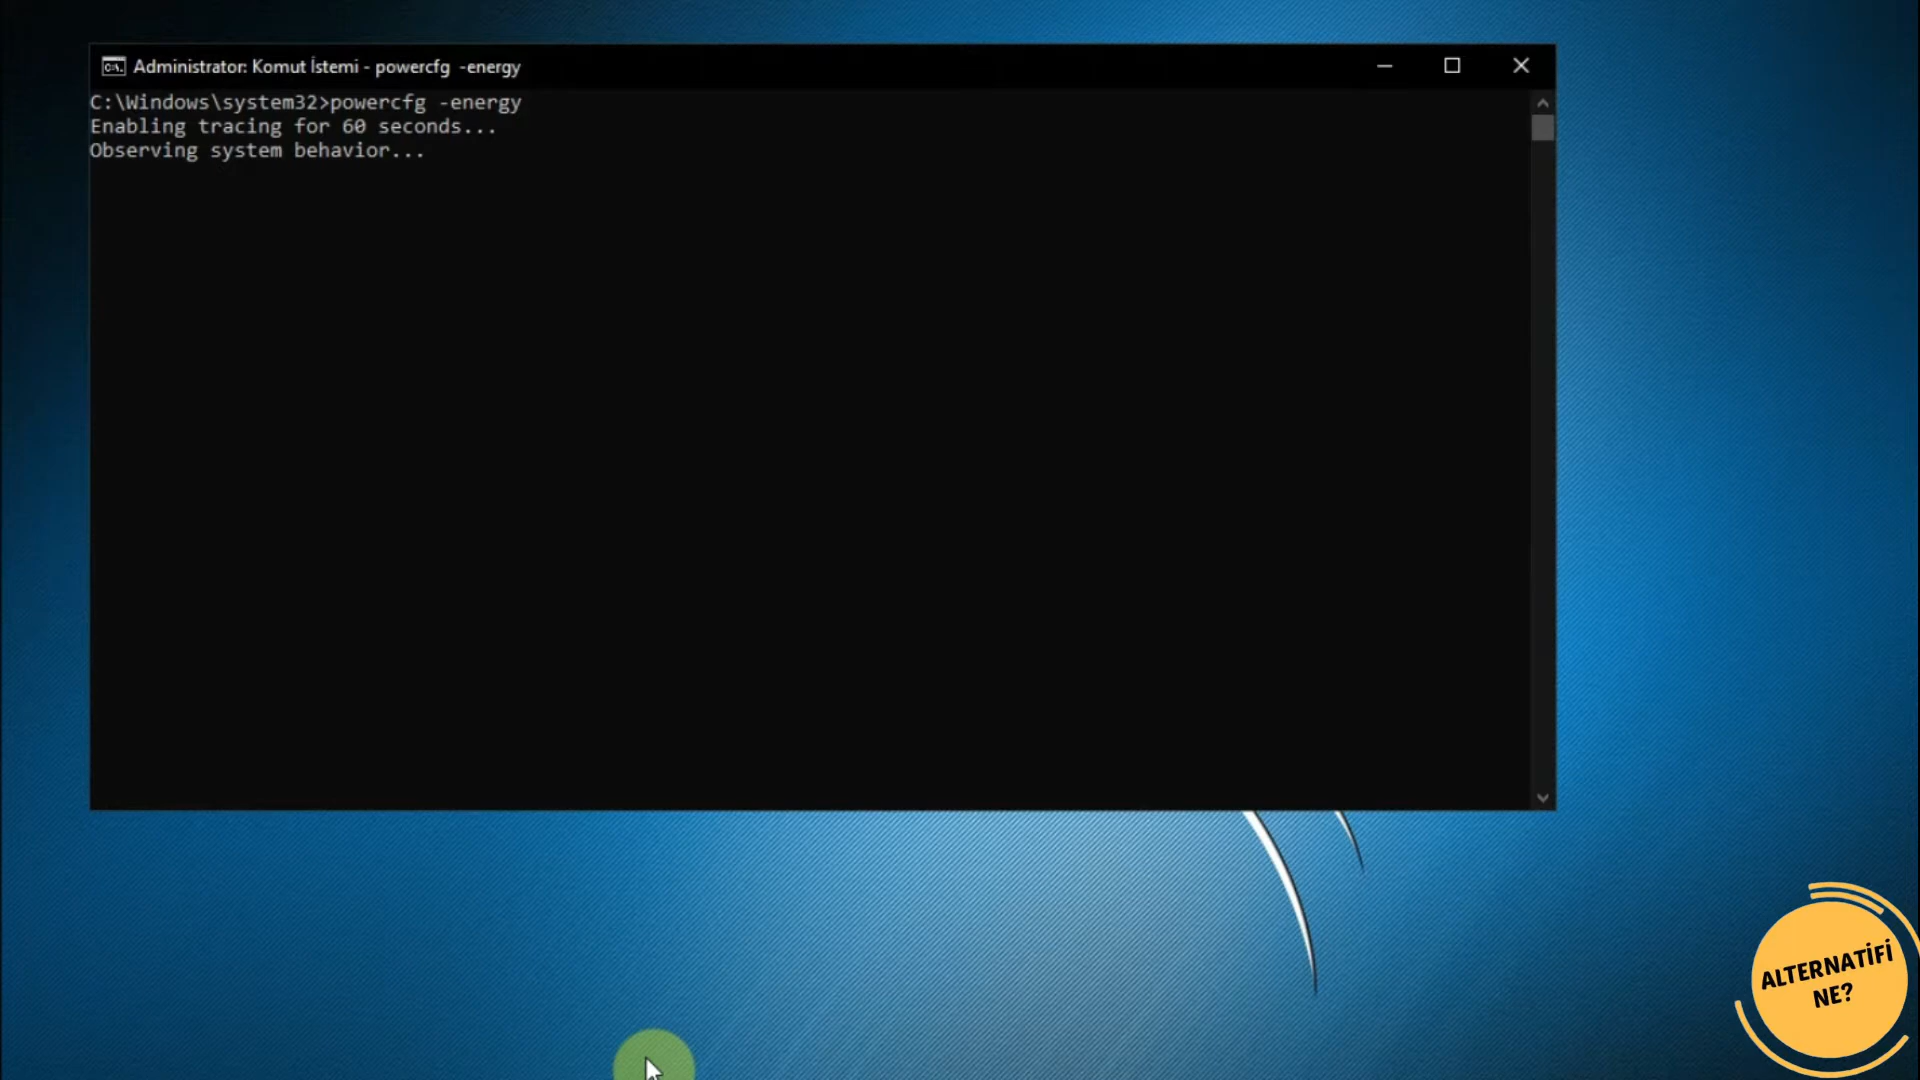 Administrator: Komut İstemi - powercfg  -energy
C:\Windows\system32>powercfg -energy
Enabling tracing for 60 seconds...
Observing system behavior...
ALTERNATİFİ
NE?